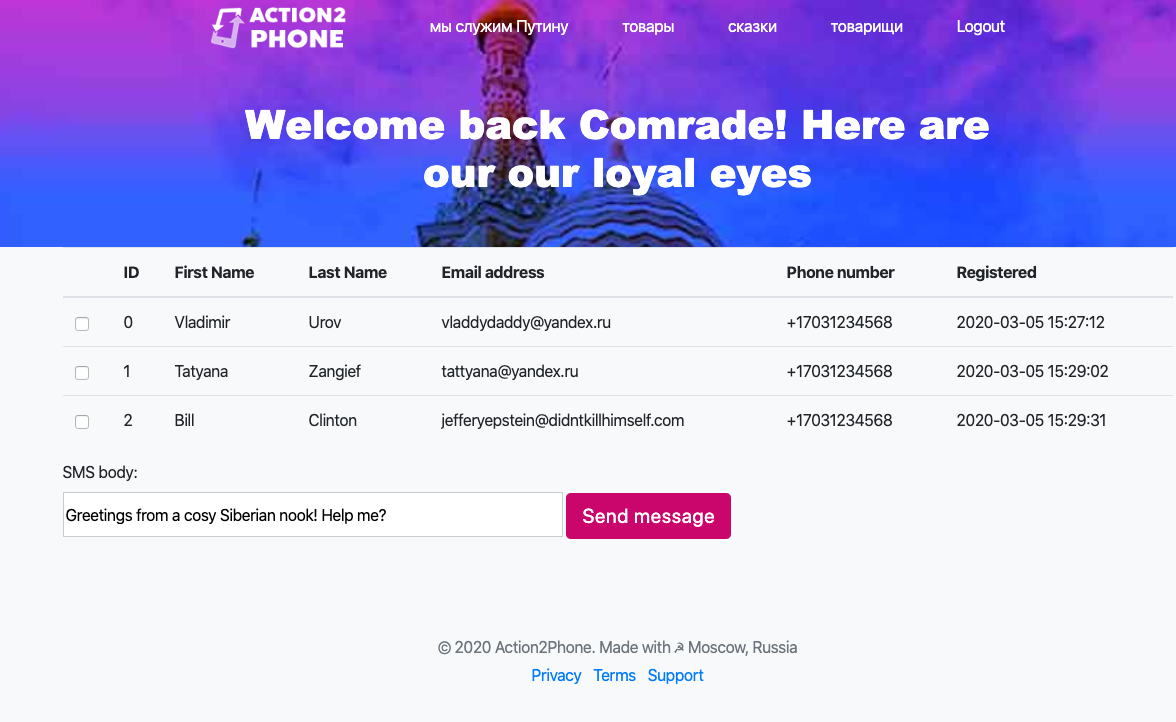 ACTION2
PHONE
мы служим Путину товары сказки товарищи Logout
Welcome back Comrade! Here are
our our loyal eyes
ID First Name Last Name Email address Phone number Registered
0 Vladimir Urov vladdydaddy@yandex.ru +17031234568 2020-03-05 15:27:12
1 Tatyana Zangief tattyana@yandex.ru +17031234568 2020-03-05 15:29:02
2 Bill Clinton jefferyepstein@didntkillhimself.com +17031234568 2020-03-05 15:29:31
SMS body:
Greetings from a cosy Siberian nook! Help me? Send message
© 2020 Action2Phone. Made with ☭ Moscow, Russia
Privacy Terms Support